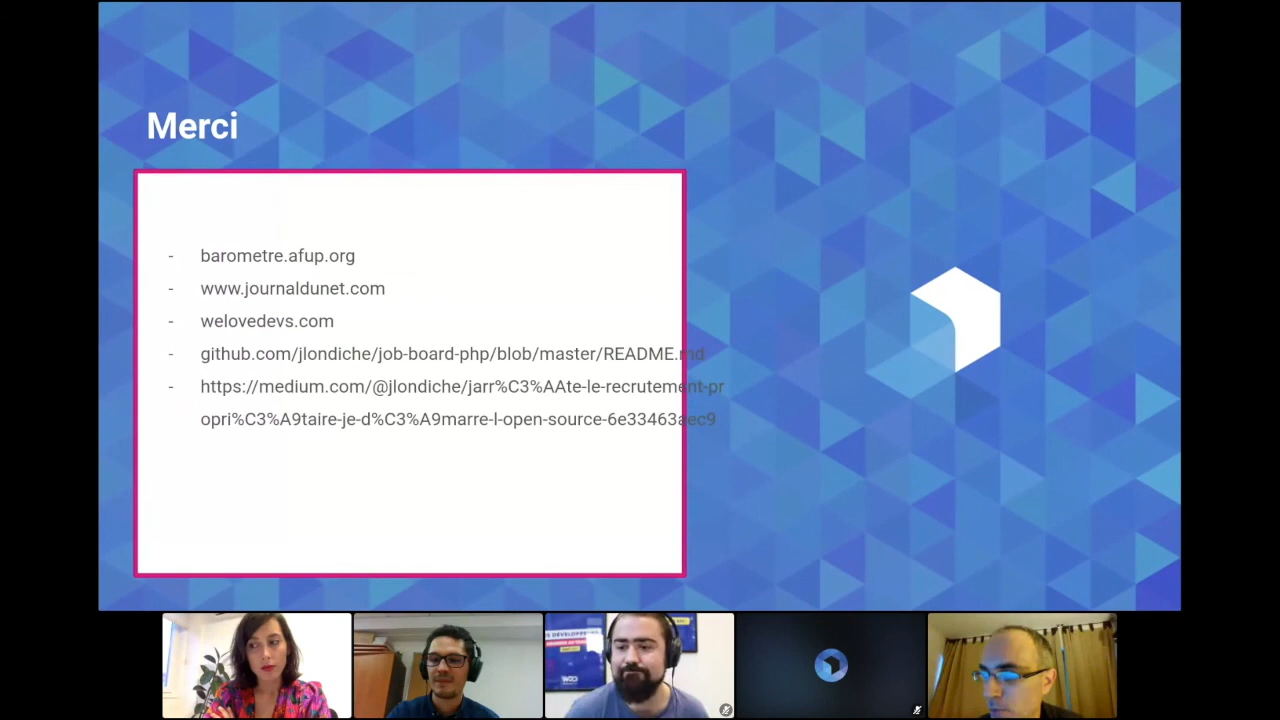 Merci
- barometre.afup.org
- www.journaldunet.com
- welovedevs.com
- github.com/jlondiche/job-board-php/blob/master/README.md
- https://medium.com/@jlondiche/jarr%C3%AAte-le-recrutement-pr
opri%C3%A9taire-je-d%C3%A9marre-l-open-source-6e33463aec9